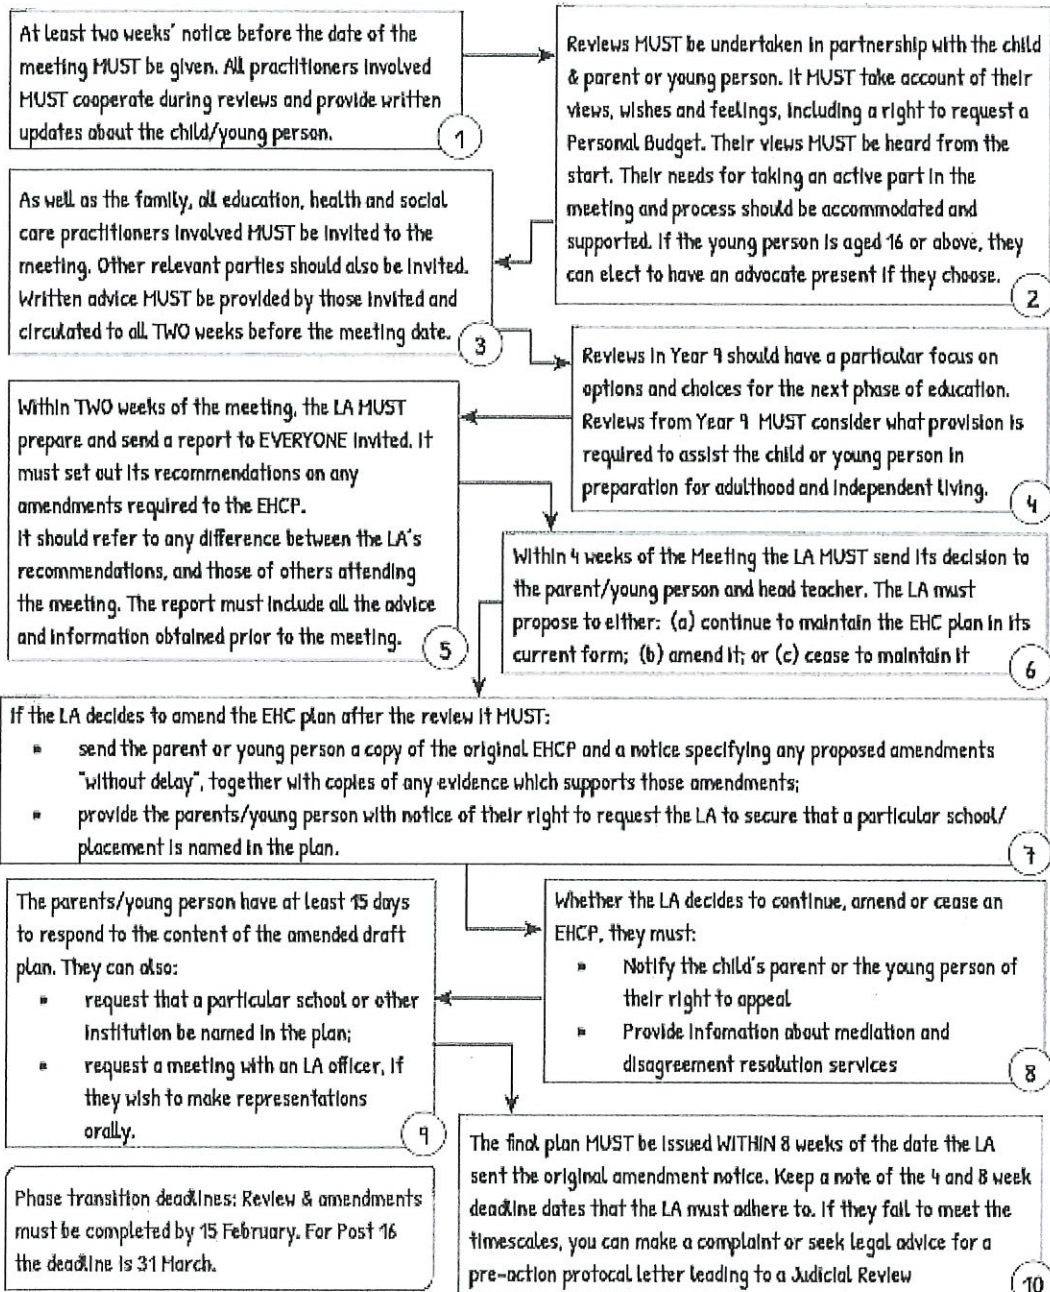 At least two weeks' notice before the date of the
meeting MUST be given. All practitioners involved
MUST cooperate during reviews and provide written
updates about the child/young person.
1
Reviews MUST be undertaken in partnership with the child
& parent or young person. It MUST take account of their
views, wishes and feelings, including a right to request a
Personal Budget. Their views MUST be heard from the
start. Their needs for taking an active part in the
meeting and process should be accommodated and
supported. If the young person is aged 16 or above, they
can elect to have an advocate present if they choose.
2
As well as the family, all education, health and social
care practitioners involved MUST be invited to the
meeting. Other relevant parties should also be invited.
Written advice MUST be provided by those invited and
circulated to all TWO weeks before the meeting date.
3
Reviews in Year 9 should have a particular focus on
options and choices for the next phase of education.
Reviews from Year 9 MUST consider what provision is
required to assist the child or young person in
preparation for adulthood and independent living.
4
Within TWO weeks of the meeting, the LA MUST
prepare and send a report to EVERYONE invited. It
must set out its recommendations on any
amendments required to the EHCP.
It should refer to any difference between the LA's
recommendations, and those of others attending
the meeting. The report must include all the advice
and information obtained prior to the meeting.
5
Within 4 weeks of the Meeting the LA MUST send its decision to
the parent/young person and head teacher. The LA must
propose to either: (a) continue to maintain the EHC plan in its
current form; (b) amend it; or (c) cease to maintain it
6
If the LA decides to amend the EHC plan after the review it MUST:
▪ send the parent or young person a copy of the original EHCP and a notice specifying any proposed amendments
"without delay", together with copies of any evidence which supports those amendments;
▪ provide the parents/young person with notice of their right to request the LA to secure that a particular school/
placement is named in the plan.
7
Whether the LA decides to continue, amend or cease an
EHCP, they must:
▪ Notify the child's parent or the young person of
their right to appeal
▪ Provide infomation about mediation and
disagreement resolution services
8
The parents/young person have at least 15 days
to respond to the content of the amended draft
plan. They can also:
▪ request that a particular school or other
institution be named in the plan;
▪ request a meeting with an LA officer, if
they wish to make representations
orally.
9
The final plan MUST be issued WITHIN 8 weeks of the date the LA
sent the original amendment notice. Keep a note of the 4 and 8 week
deadline dates that the LA must adhere to. If they fail to meet the
timescales, you can make a complaint or seek legal advice for a
pre-action protocal letter leading to a Judicial Review
10
Phase transition deadlines: Review & amendments
must be completed by 15 February. For Post 16
the deadline is 31 March.